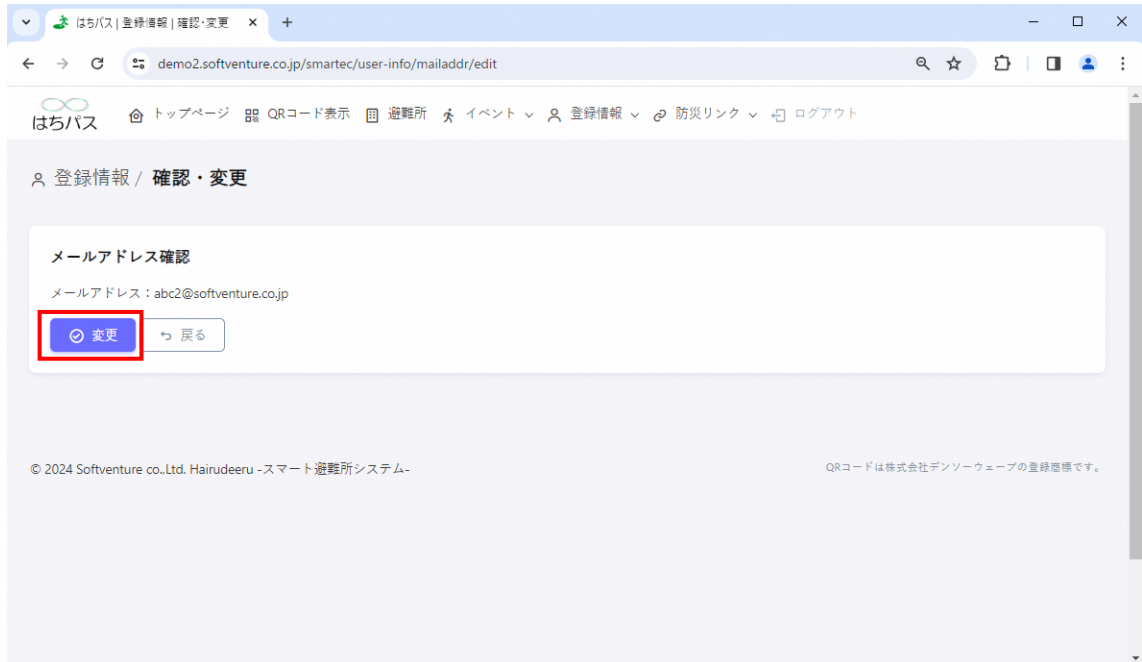 はちパス | 登録情報 | 確認・変更
demo2.softventure.co.jp/smartec/user-info/mailaddr/edit
はちパス トップページ QRコード表示 避難所 イベント 登録情報 防災リンク ログアウト
登録情報 / 確認・変更
メールアドレス確認
メールアドレス：abc2@softventure.co.jp
変更 戻る
© 2024 Softventure co.,Ltd. Hairudeeru -スマート避難所システム- QRコードは株式会社デンソーウェーブの登録商標です。